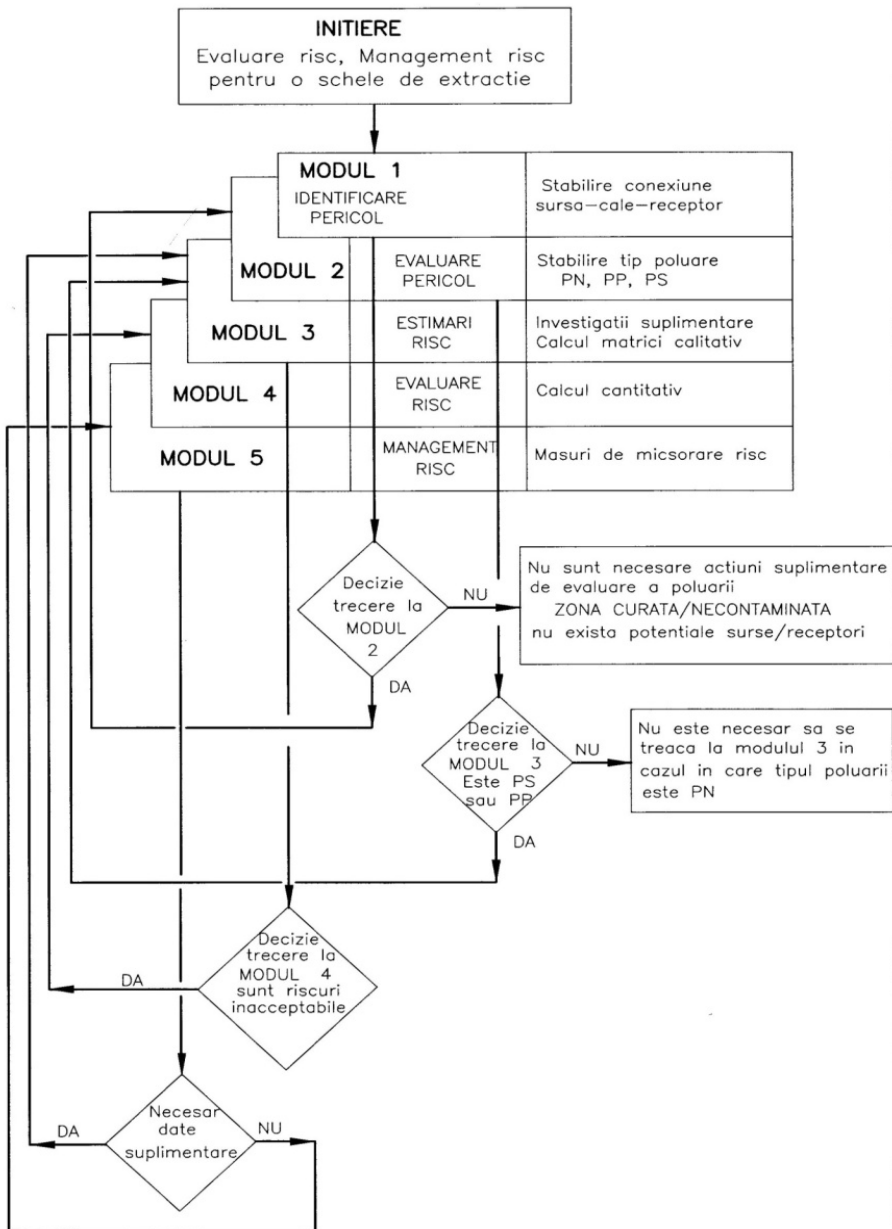 INITIERE
Evaluare risc, Management risc
pentru o schele de extractie
MODUL 1
IDENTIFICARE
PERICOL
Stabilire conexiune
sursa-cale-receptor
MODUL 2
EVALUARE
PERICOL
Stabilire tip poluare
PN, PP, PS
MODUL 3
ESTIMARI
RISC
Investigatii suplimentare
Calcul matrici calitativ
MODUL 4
EVALUARE
RISC
Calcul cantitativ
MODUL 5
MANAGEMENT
RISC
Masuri de micsorare risc
Decizie
trecere la
MODUL
2
NU
DA
Nu sunt necesare actiuni suplimentare
de evaluare a poluarii
ZONA CURATA/NECONTAMINATA
nu exista potentiale surse/receptori
Decizie
trecere la
MODUL 3
Este PS
sau PP
NU
DA
Nu este necesar sa se
treaca la modulul 3 in
cazul in care tipul poluarii
este PN
Decizie
trecere la
MODUL 4
sunt riscuri
inacceptabile
DA
Necesar
date
suplimentare
DA
NU